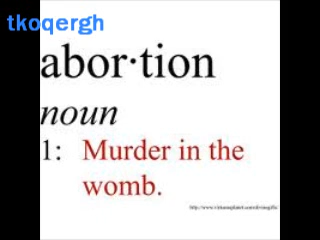 tkoqergh
abor·tion
noun
1: Murder in the
womb.